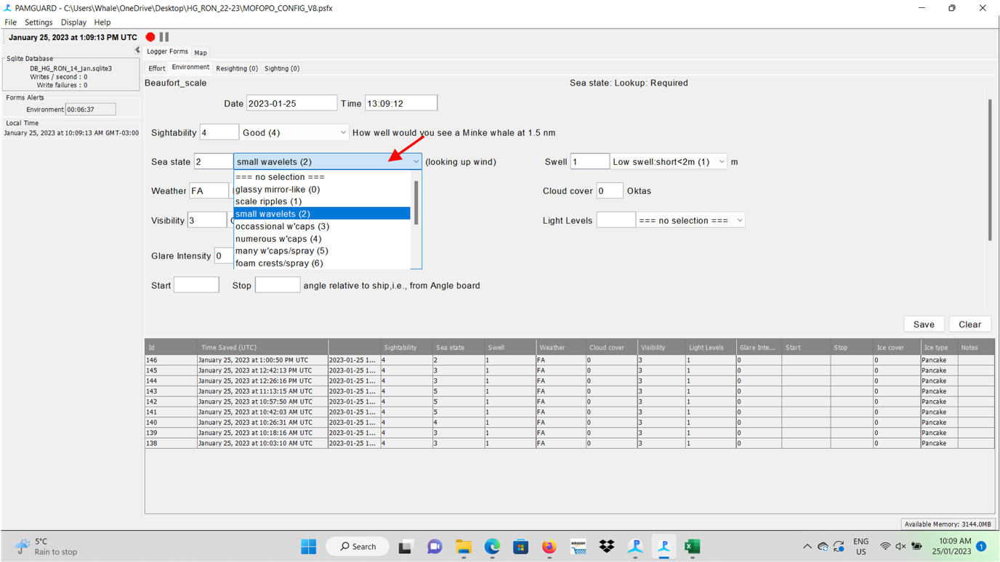 PAMGUARD - C:\Users\Whale\OneDrive\Desktop\HG_RON_22-23\MOFOPO_CONFIG_V8.psfx
File Settings Display Help
January 25, 2023 at 1:09:13 PM UTC
Sqlite Database
DB_HG_RON_14_jan.sqlite3
Writes / second : 0
Write failures : 0
Forms Alerts
Environment 00:06:37
Local Time
January 25, 2023 at 10:09:13 AM GMT-03:00
Logger Forms Map
Effort Environment Resighting (0) Sighting (0)
Beaufort_scale Sea state: Lookup: Required
Date 2023-01-25 Time 13:09:12
Sightability 4 Good (4) How well would you see a Minke whale at 1.5 nm
Sea state 2 small wavelets (2) (looking up wind) Swell 1 Low swell:short<2m (1) m
=== no selection ===
glassy mirror-like (0)
scale ripples (1)
small wavelets (2)
occassional w'caps (3)
numerous w'caps (4)
many w'caps/spray (5)
foam crests/spray (6)
Weather FA Cloud cover 0 Oktas
Visibility 3 Light Levels === no selection ===
Glare Intensity 0
Start Stop angle relative to ship,i.e., from Angle board
Save Clear
Id Time Saved (UTC) Sightability Sea state Swell Weather Cloud cover Visibility Light Levels Glare Inte... Start Stop Ice cover Ice type Notes
146 January 25, 2023 at 1:00:50 PM UTC 2023-01-25 1... 4 2 1 FA 0 3 1 0 0 Pancake
145 January 25, 2023 at 12:42:13 PM UTC 2023-01-25 1... 4 3 1 FA 0 3 1 0 0 Pancake
144 January 25, 2023 at 12:26:16 PM UTC 2023-01-25 1... 4 3 1 FA 0 3 1 0 0 Pancake
143 January 25, 2023 at 11:13:15 AM UTC 2023-01-25 1... 4 5 1 FA 0 3 1 0 0 Pancake
142 January 25, 2023 at 10:57:50 AM UTC 2023-01-25 1... 4 5 1 FA 0 3 1 0 0 Pancake
141 January 25, 2023 at 10:42:03 AM UTC 2023-01-25 1... 4 5 1 FA 0 3 1 0 0 Pancake
140 January 25, 2023 at 10:26:31 AM UTC 2023-01-25 1... 4 4 1 FA 0 3 1 0 0 Pancake
139 January 25, 2023 at 10:18:16 AM UTC 2023-01-25 1... 4 3 1 FA 0 3 1 0 0 Pancake
138 January 25, 2023 at 10:03:10 AM UTC 2023-01-25 1... 4 3 1 FA 0 3 1 0 0 Pancake
Available Memory: 3144.0MB
5°C
Rain to stop
Search
amazon
ENG
US
10:09 AM
25/01/2023
1